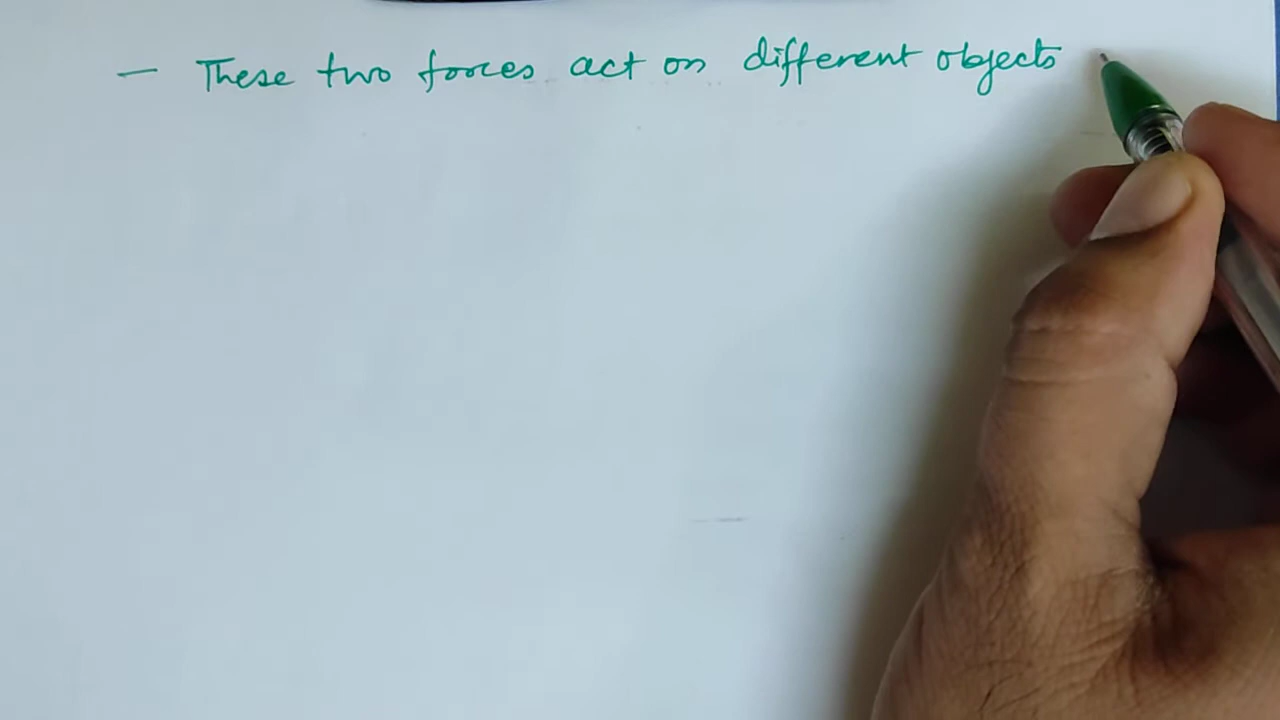 — These two forces act on different objects